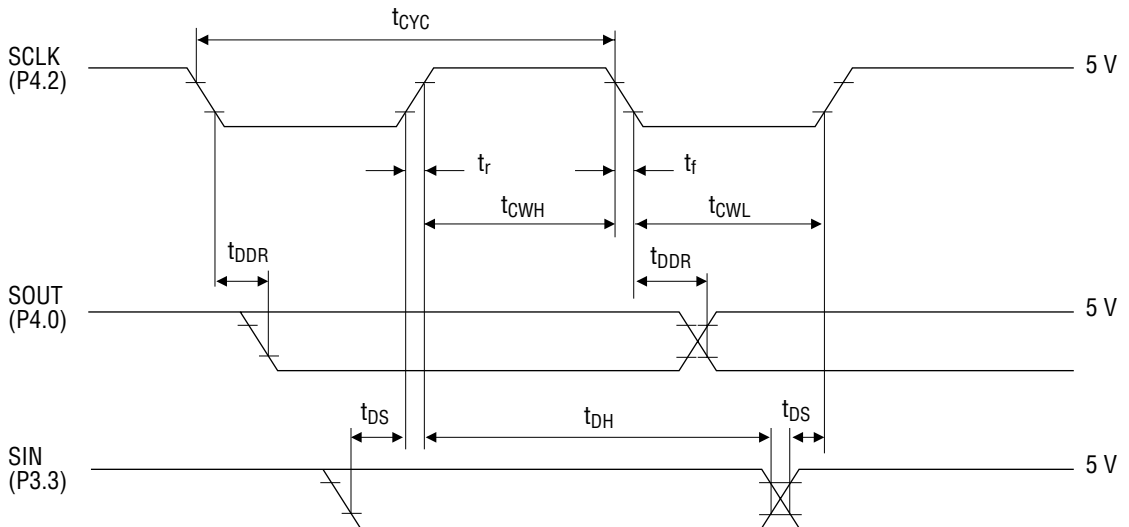 tCYC
SCLK
(P4.2)
5 V
tr
tf
tCWH
tCWL
tDDR
tDDR
SOUT
(P4.0)
5 V
tDS
tDH
tDS
SIN
(P3.3)
5 V